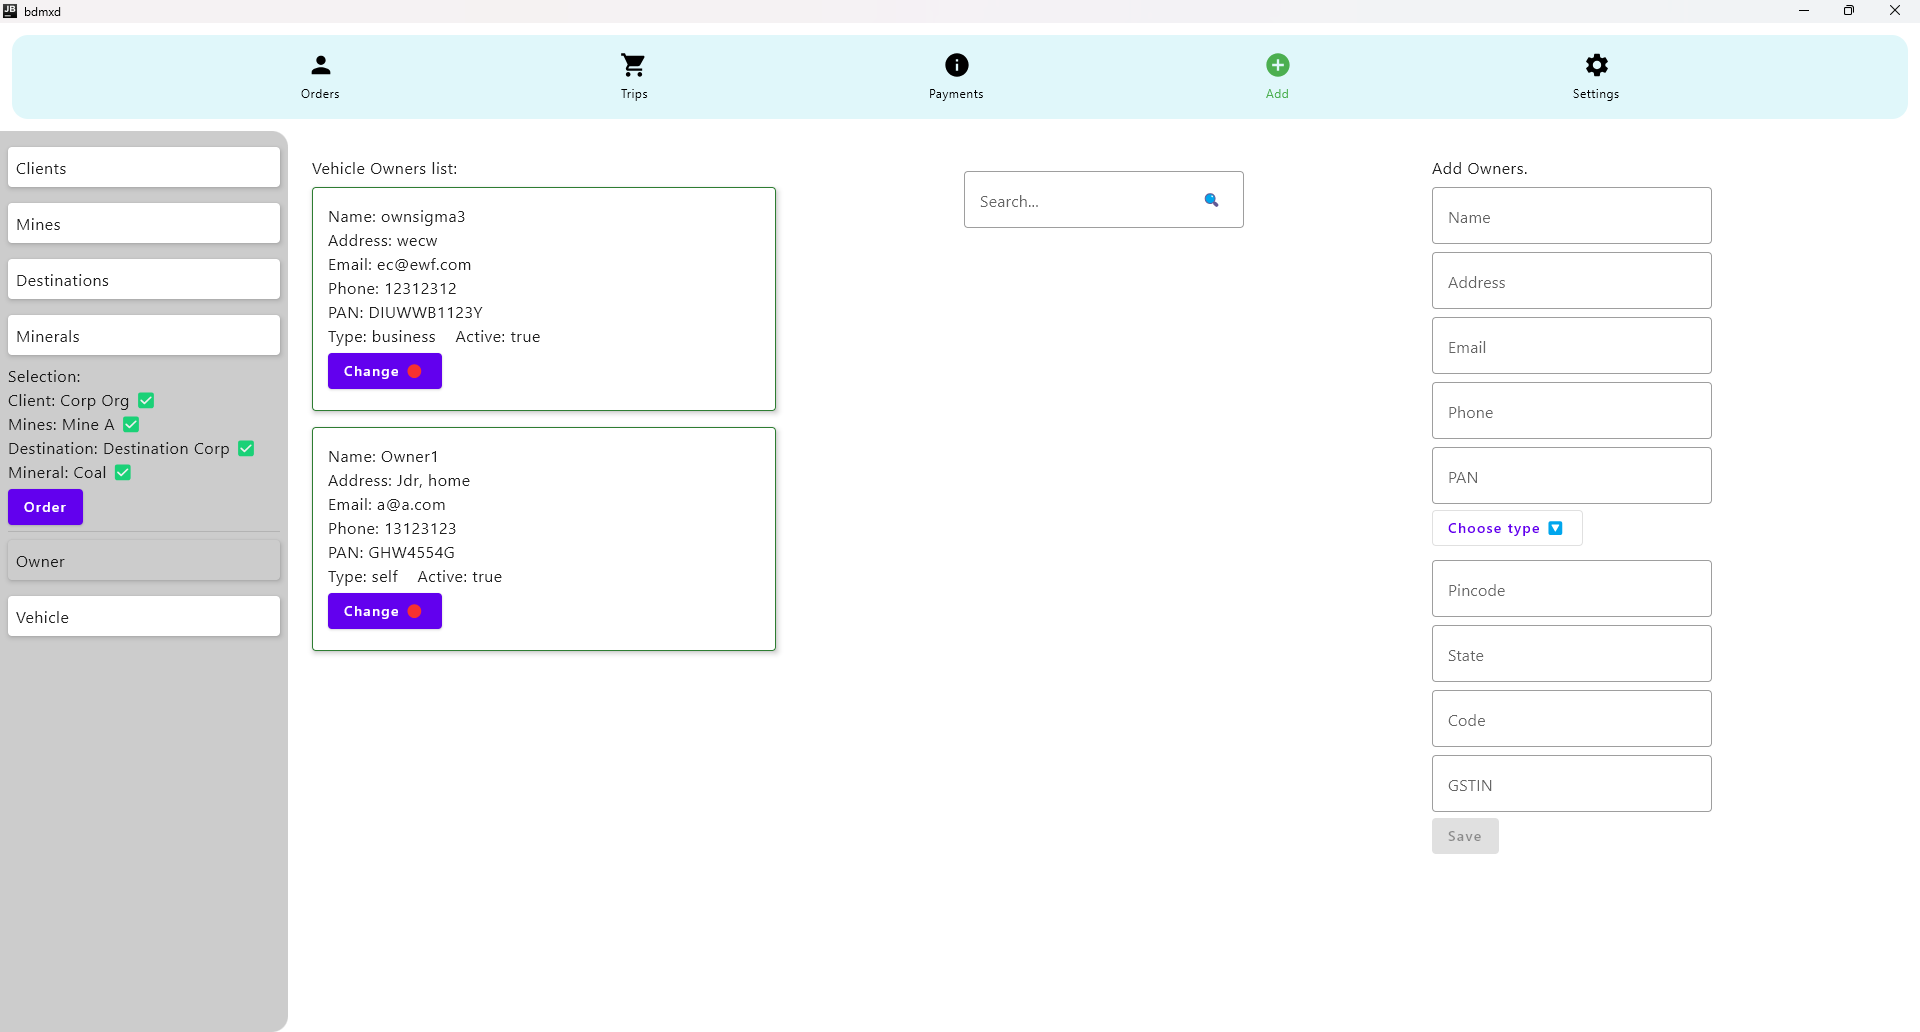 bdmxd
Orders
Trips
Payments
Add
Settings
Clients
Mines
Destinations
Minerals
Selection:
Client: Corp Org ✅
Mines: Mine A ✅
Destination: Destination Corp ✅
Mineral: Coal ✅
Order
Owner
Vehicle
Vehicle Owners list:
Name: ownsigma3
Address: wecw
Email: ec@ewf.com
Phone: 12312312
PAN: DIUWWB1123Y
Type: business Active: true
Change 🔴
Name: Owner1
Address: Jdr, home
Email: a@a.com
Phone: 13123123
PAN: GHW4554G
Type: self Active: true
Change 🔴
Search... 🔍
Add Owners.
Name
Address
Email
Phone
PAN
Choose type 🔽
Pincode
State
Code
GSTIN
Save